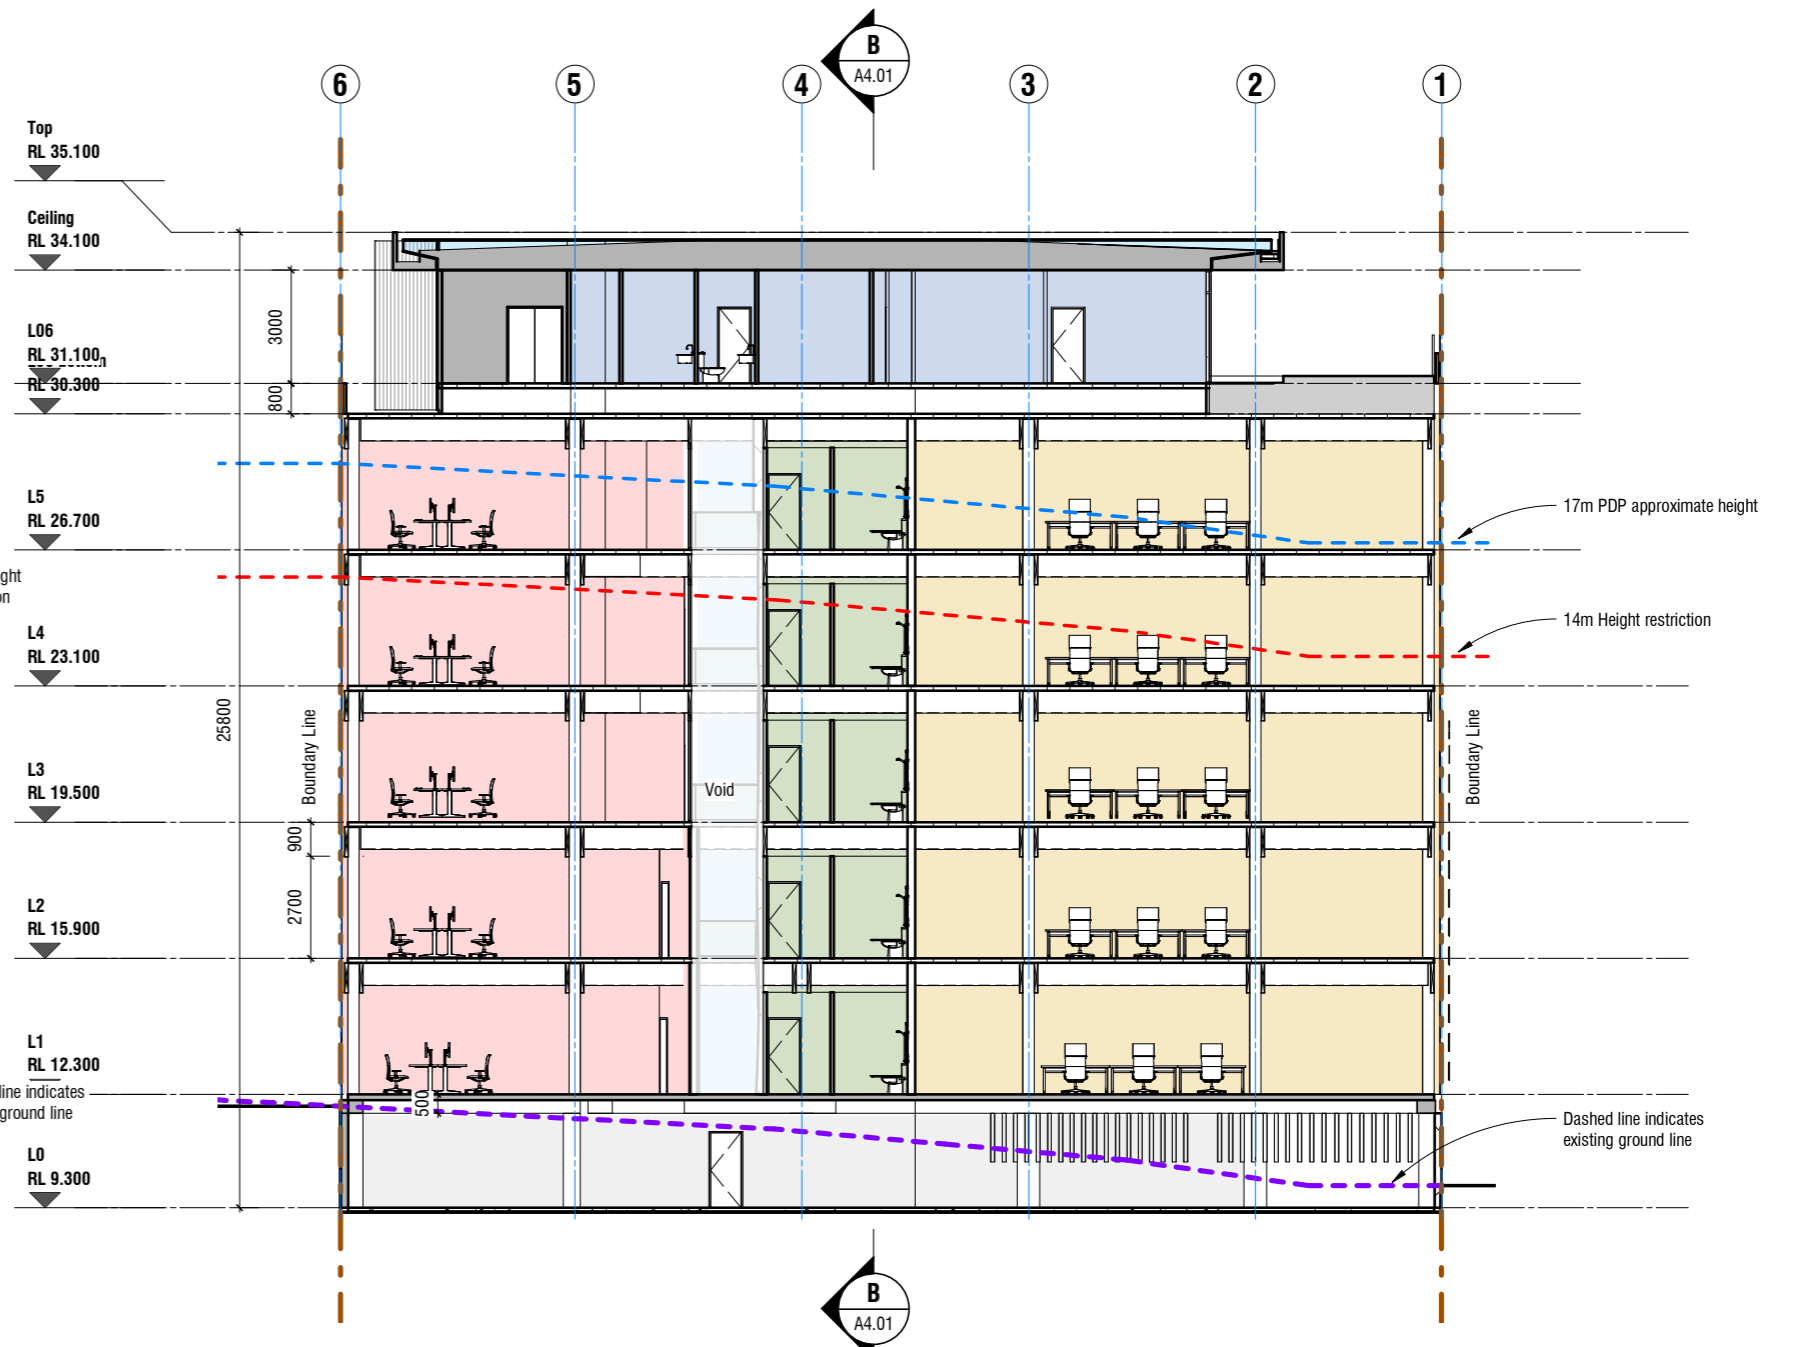 B
A4.01
6
5
4
3
2
1
Top
RL 35.100
Ceiling
RL 34.100
L06
RL 31.100
RL 30.300
3000
800
L5
RL 26.700
17m PDP approximate height
14m Height restriction
L4
RL 23.100
25800
Boundary Line
Boundary Line
L3
RL 19.500
Void
900
2700
L2
RL 15.900
L1
RL 12.300
line indicates
ground line
500
Dashed line indicates
existing ground line
L0
RL 9.300
B
A4.01